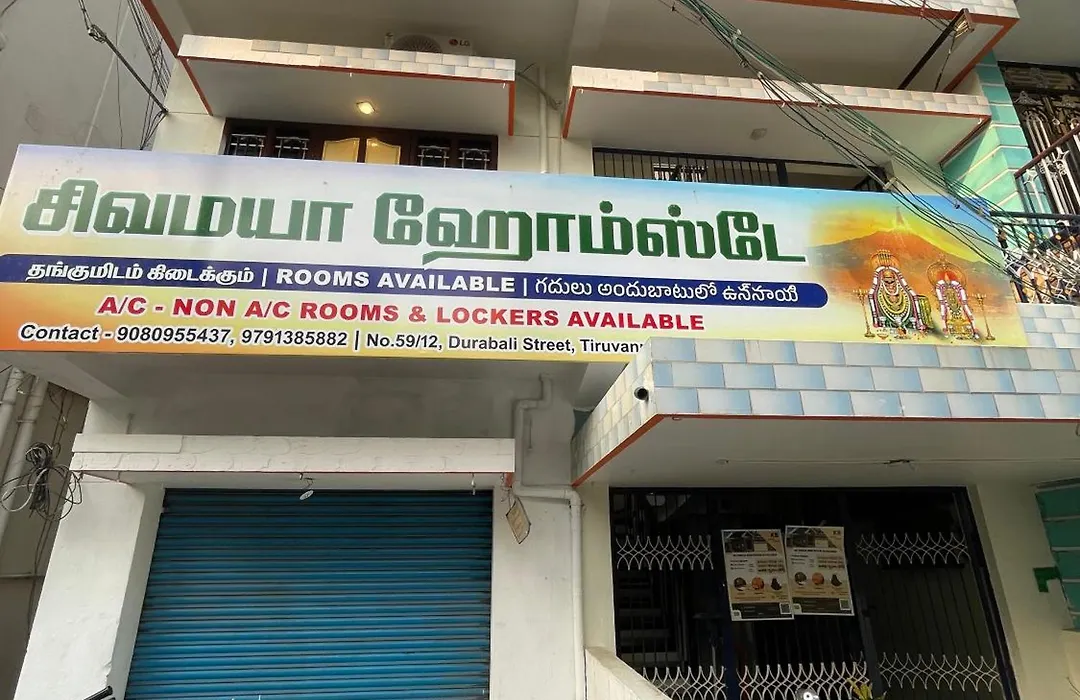 LG
சிவமயா ஹோம்ஸ்டே
தங்குமிடம் கிடைக்கும் | ROOMS AVAILABLE | గదులు అందుబాటులో ఉన్నాయి
A/C - NON A/C ROOMS & LOCKERS AVAILABLE
Contact - 9080955437, 9791385882 | No.59/12, Durabali Street,